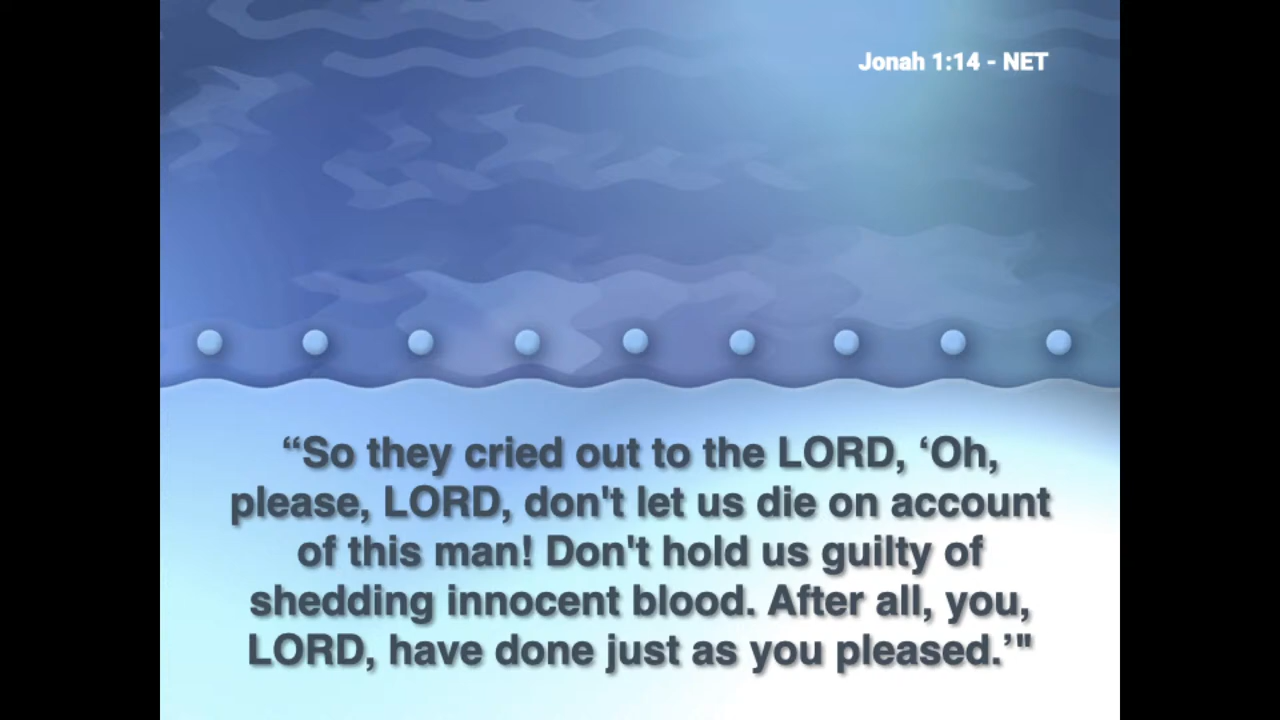 Jonah 1:14 - NET
“So they cried out to the LORD, ‘Oh,
please, LORD, don't let us die on account
of this man! Don't hold us guilty of
shedding innocent blood. After all, you,
LORD, have done just as you pleased.’"